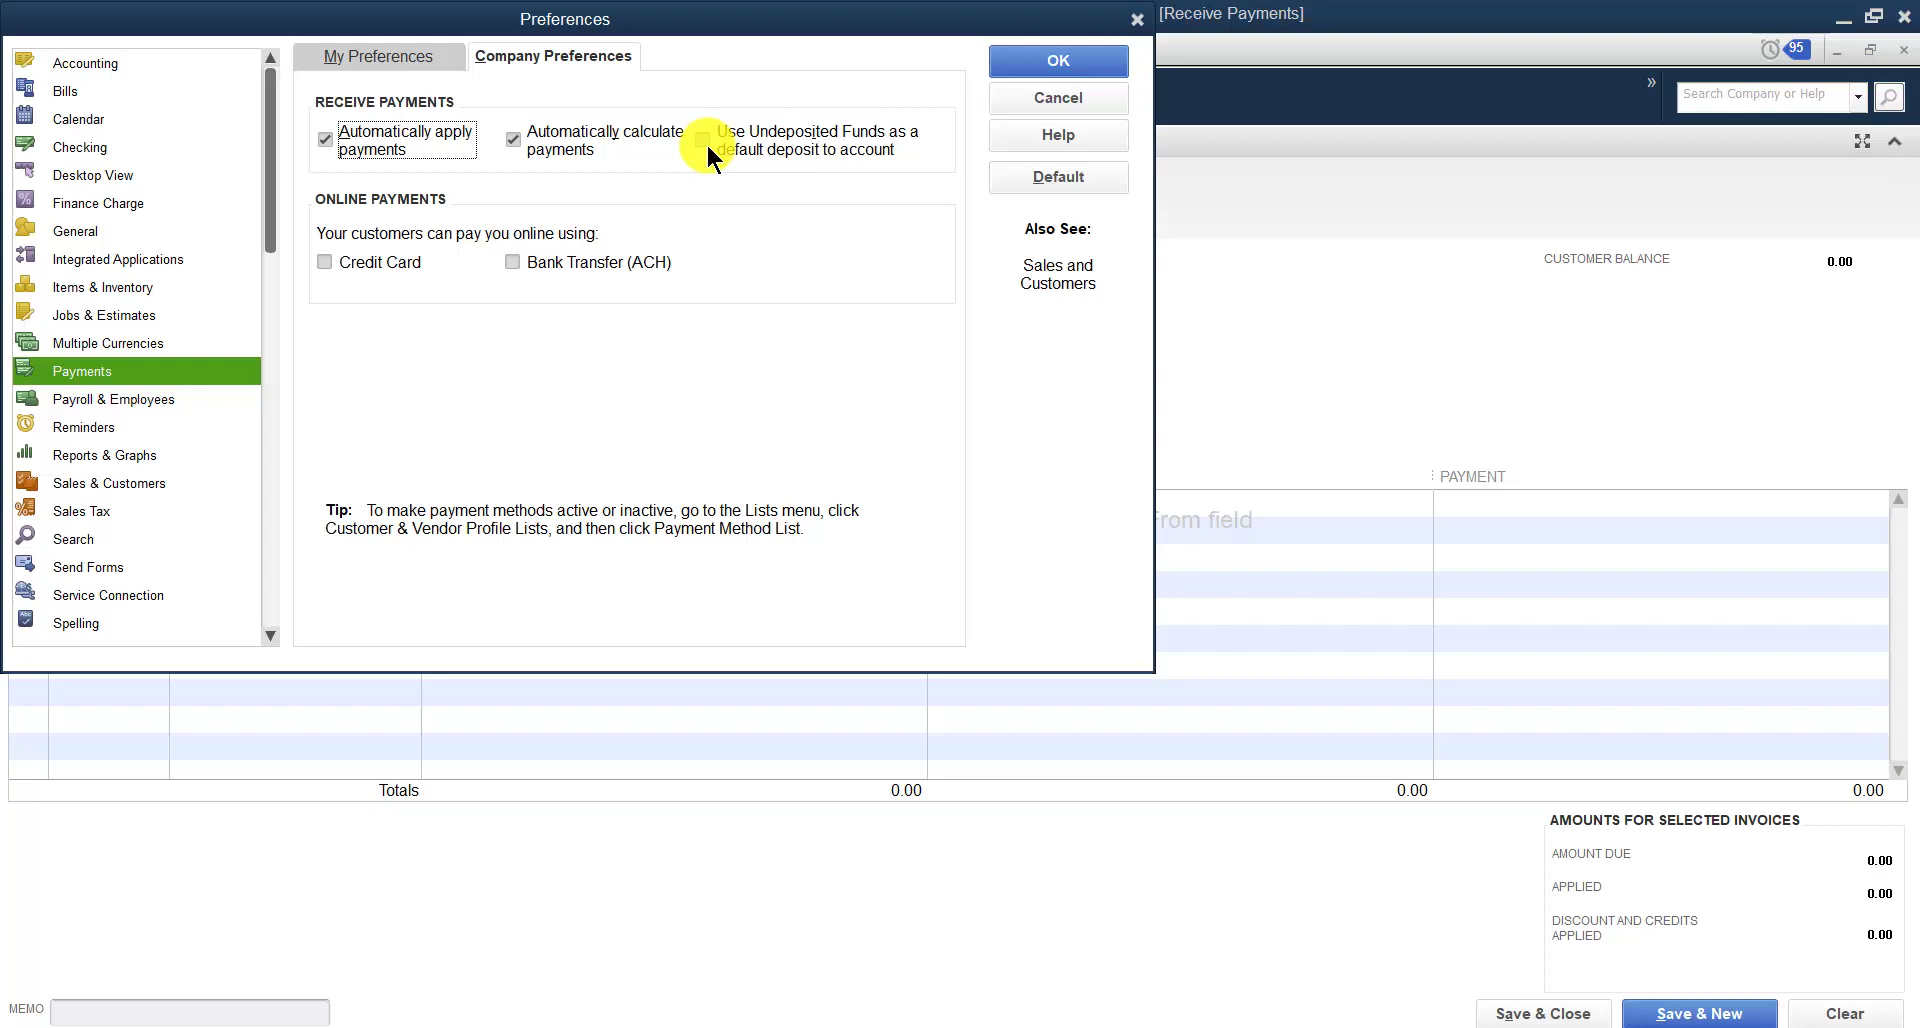 Preferences
[Receive Payments]
95
Accounting
Bills
Calendar
Checking
Desktop View
Finance Charge
General
Integrated Applications
Items & Inventory
Jobs & Estimates
Multiple Currencies
Payments
Payroll & Employees
Reminders
Reports & Graphs
Sales & Customers
Sales Tax
Search
Send Forms
Service Connection
Spelling
My Preferences
Company Preferences
RECEIVE PAYMENTS
Automatically apply
payments
Automatically calculate
payments
Use Undeposited Funds as a
default deposit to account
ONLINE PAYMENTS
Your customers can pay you online using:
Credit Card
Bank Transfer (ACH)
Tip: To make payment methods active or inactive, go to the Lists menu, click
Customer & Vendor Profile Lists, and then click Payment Method List.
OK
Cancel
Help
Default
Also See:
Sales and
Customers
Search Company or Help
CUSTOMER BALANCE 0.00
PAYMENT
From field
Totals 0.00 0.00 0.00
AMOUNTS FOR SELECTED INVOICES
AMOUNT DUE 0.00
APPLIED 0.00
DISCOUNT AND CREDITS
APPLIED 0.00
MEMO
Save & Close
Save & New
Clear